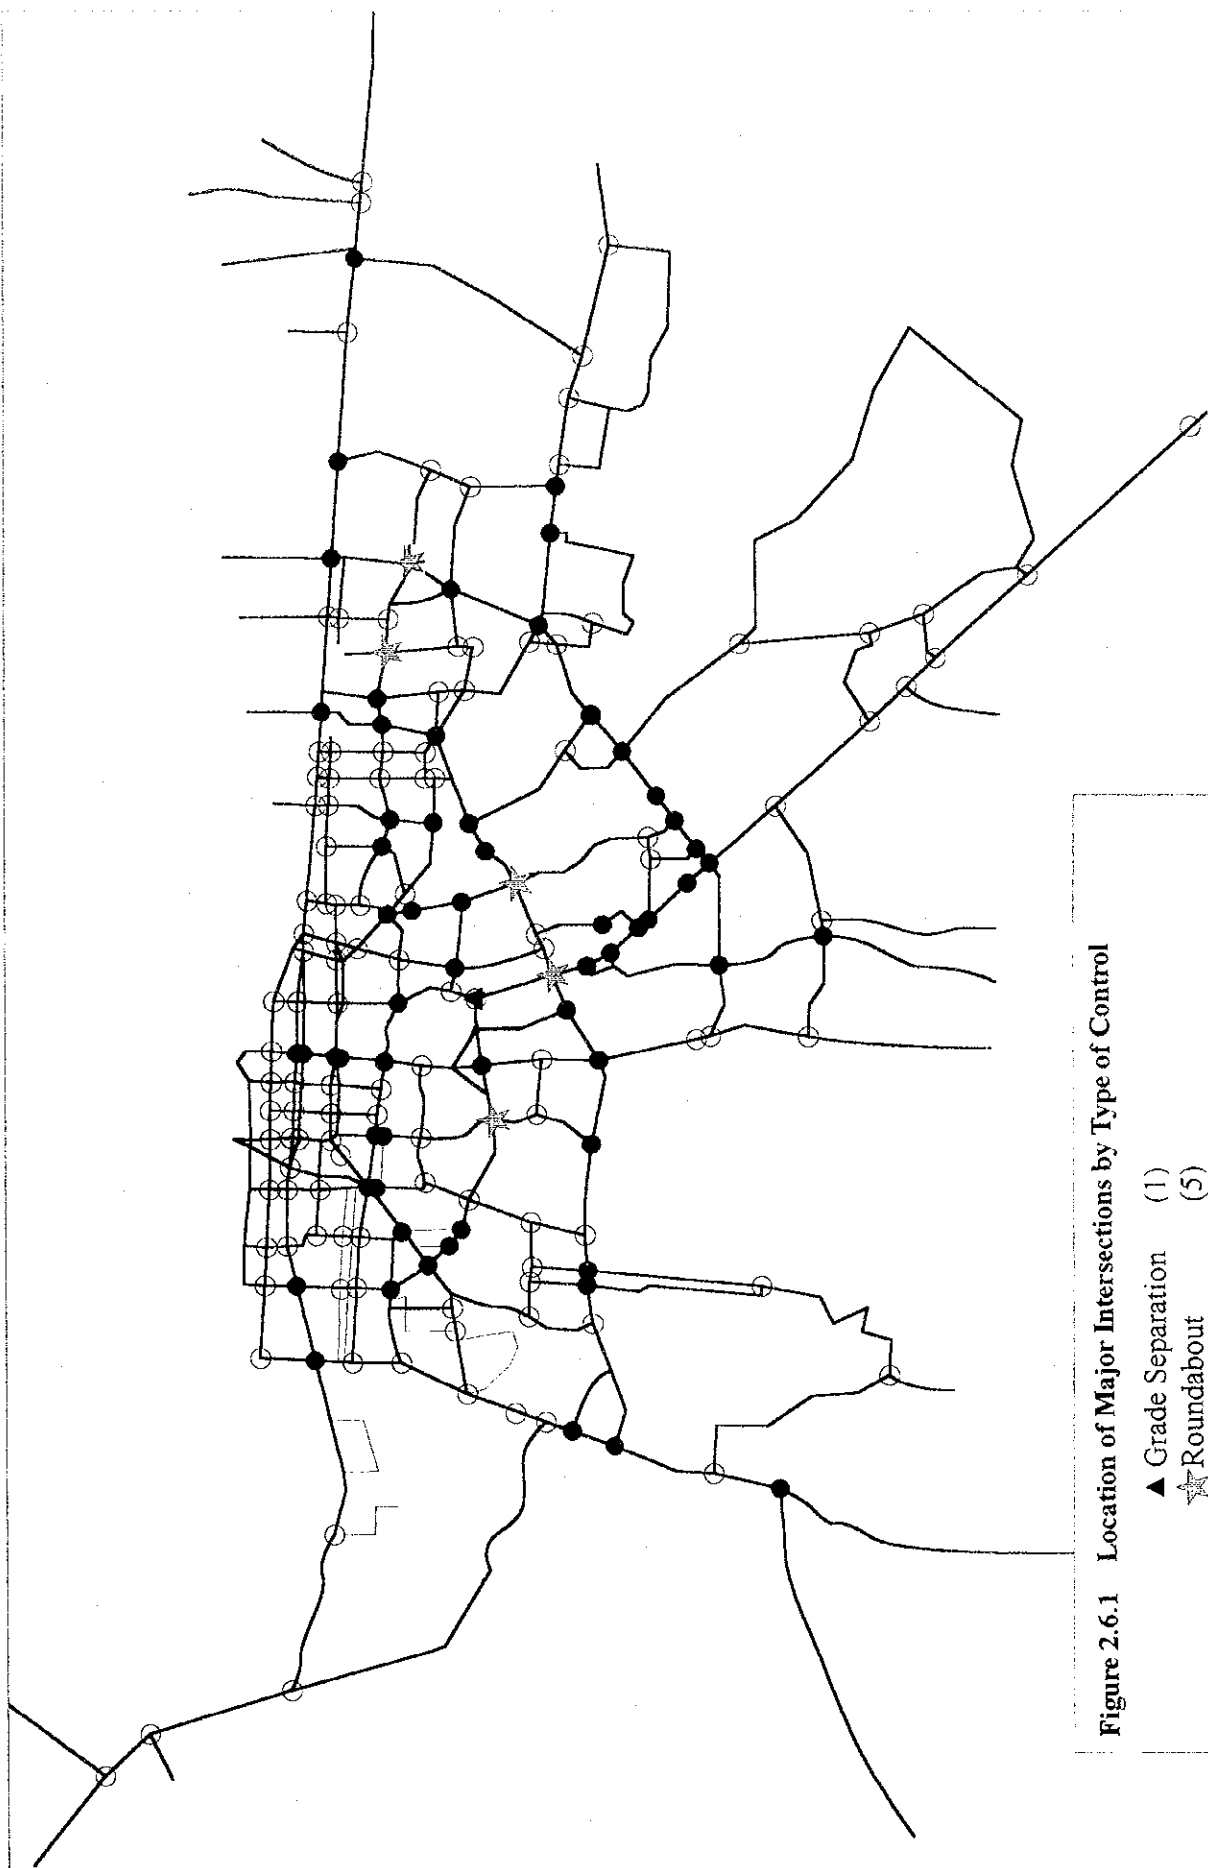 Figure 2.6.1 Location of Major Intersections by Type of Control
▲ Grade Separation (1)
☆ Roundabout (5)